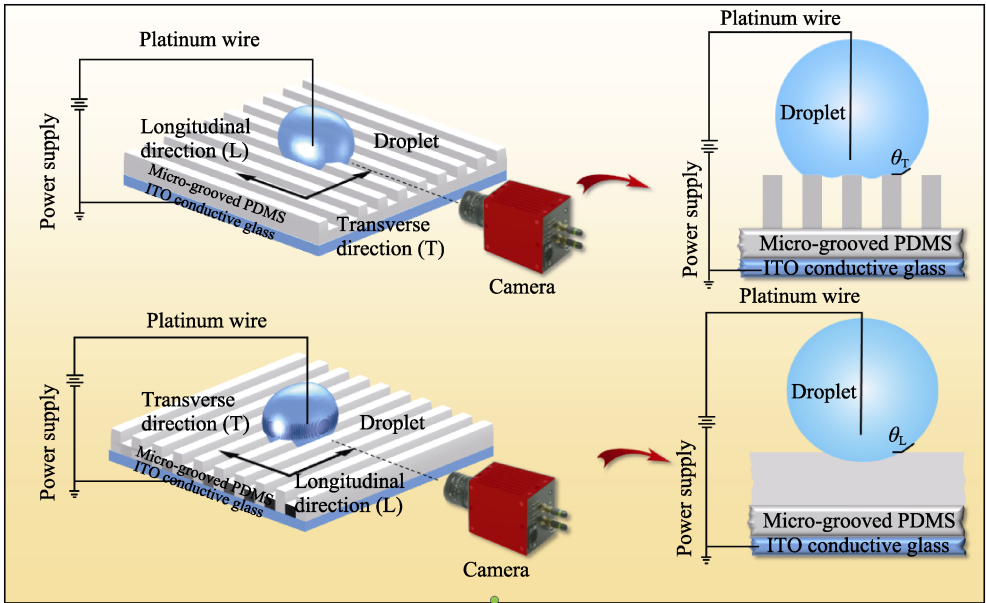 Platinum wire
Power supply
Longitudinal
direction (L)
Droplet
Micro-grooved PDMS
ITO conductive glass
Transverse
direction (T)
Camera
Platinum wire
Power supply
Droplet
θT
Micro-grooved PDMS
ITO conductive glass
Platinum wire
Power supply
Transverse
direction (T)
Droplet
Micro-grooved PDMS
ITO conductive glass
Longitudinal
direction (L)
Camera
Platinum wire
Power supply
Droplet
θL
Micro-grooved PDMS
ITO conductive glass